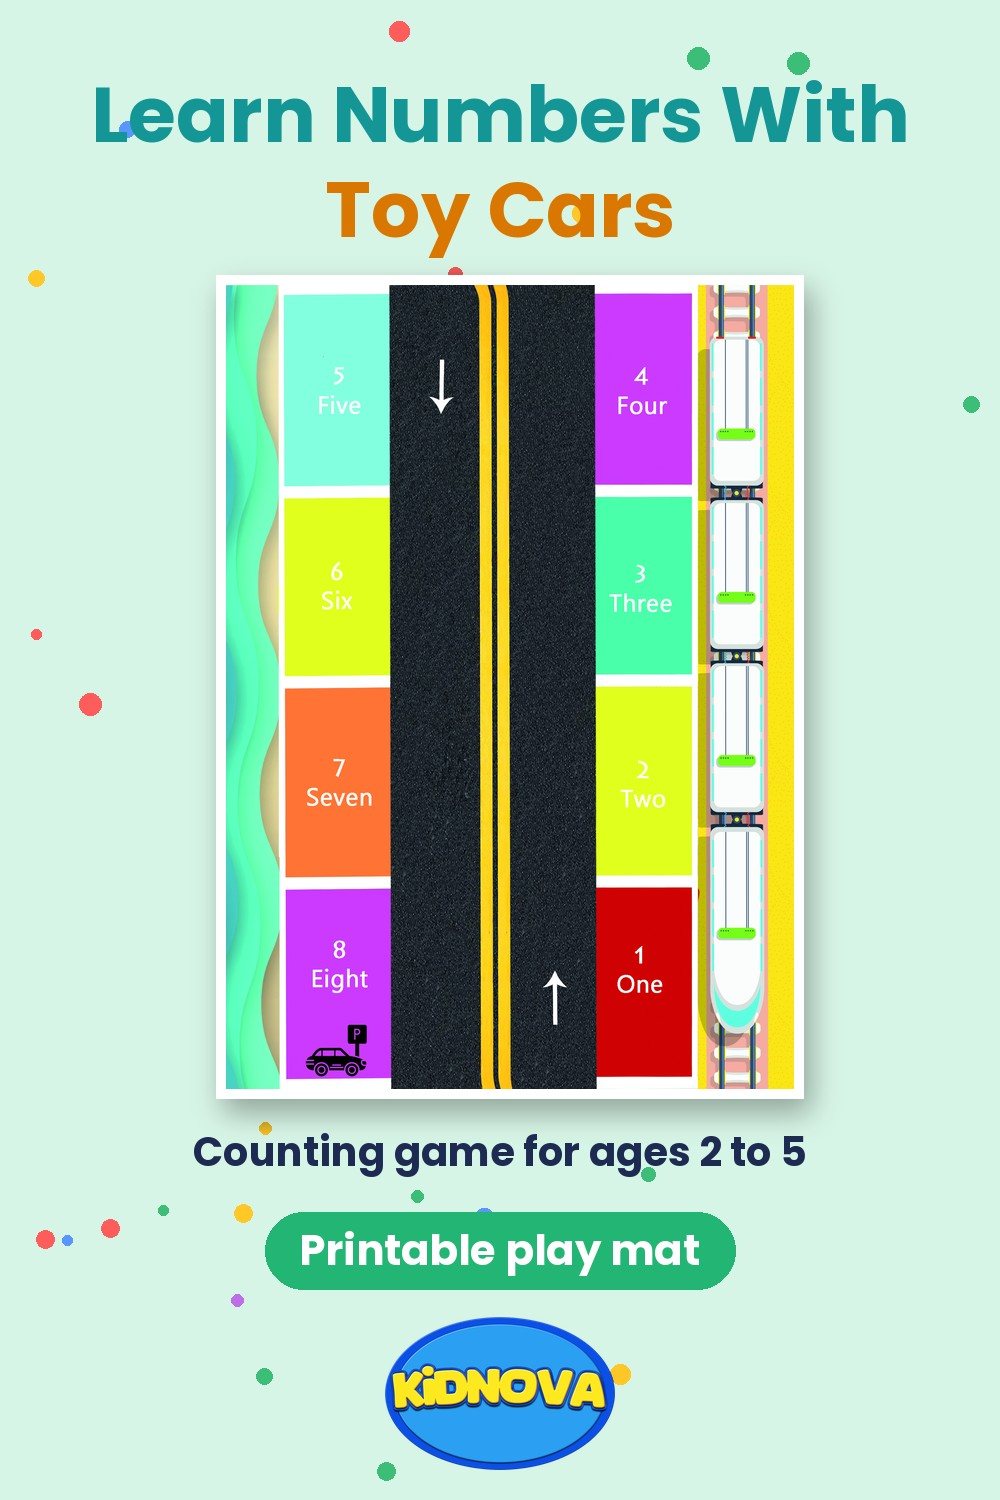 Learn Numbers With
Toy Cars
5
Five
4
Four
6
Six
3
Three
7
Seven
2
Two
8
Eight
1
One
P
Counting game for ages 2 to 5
Printable play mat
KiDNOVA